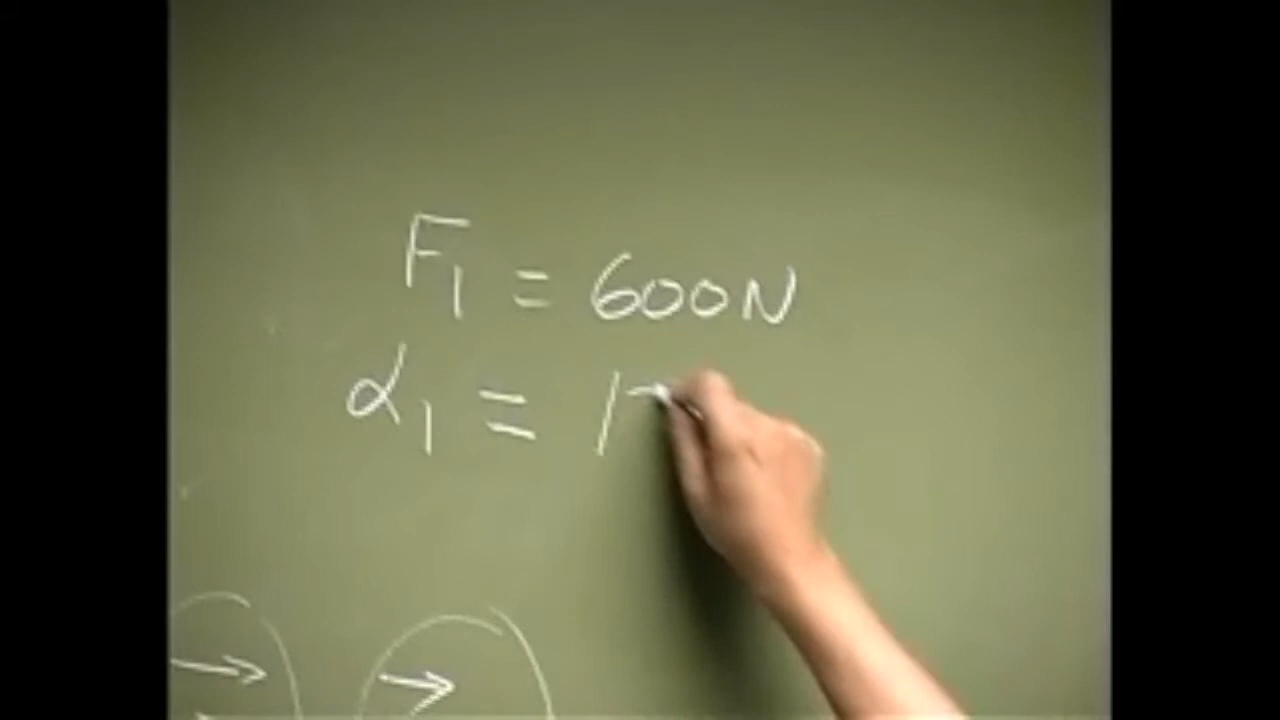 F₁ = 600N
α₁ = 1